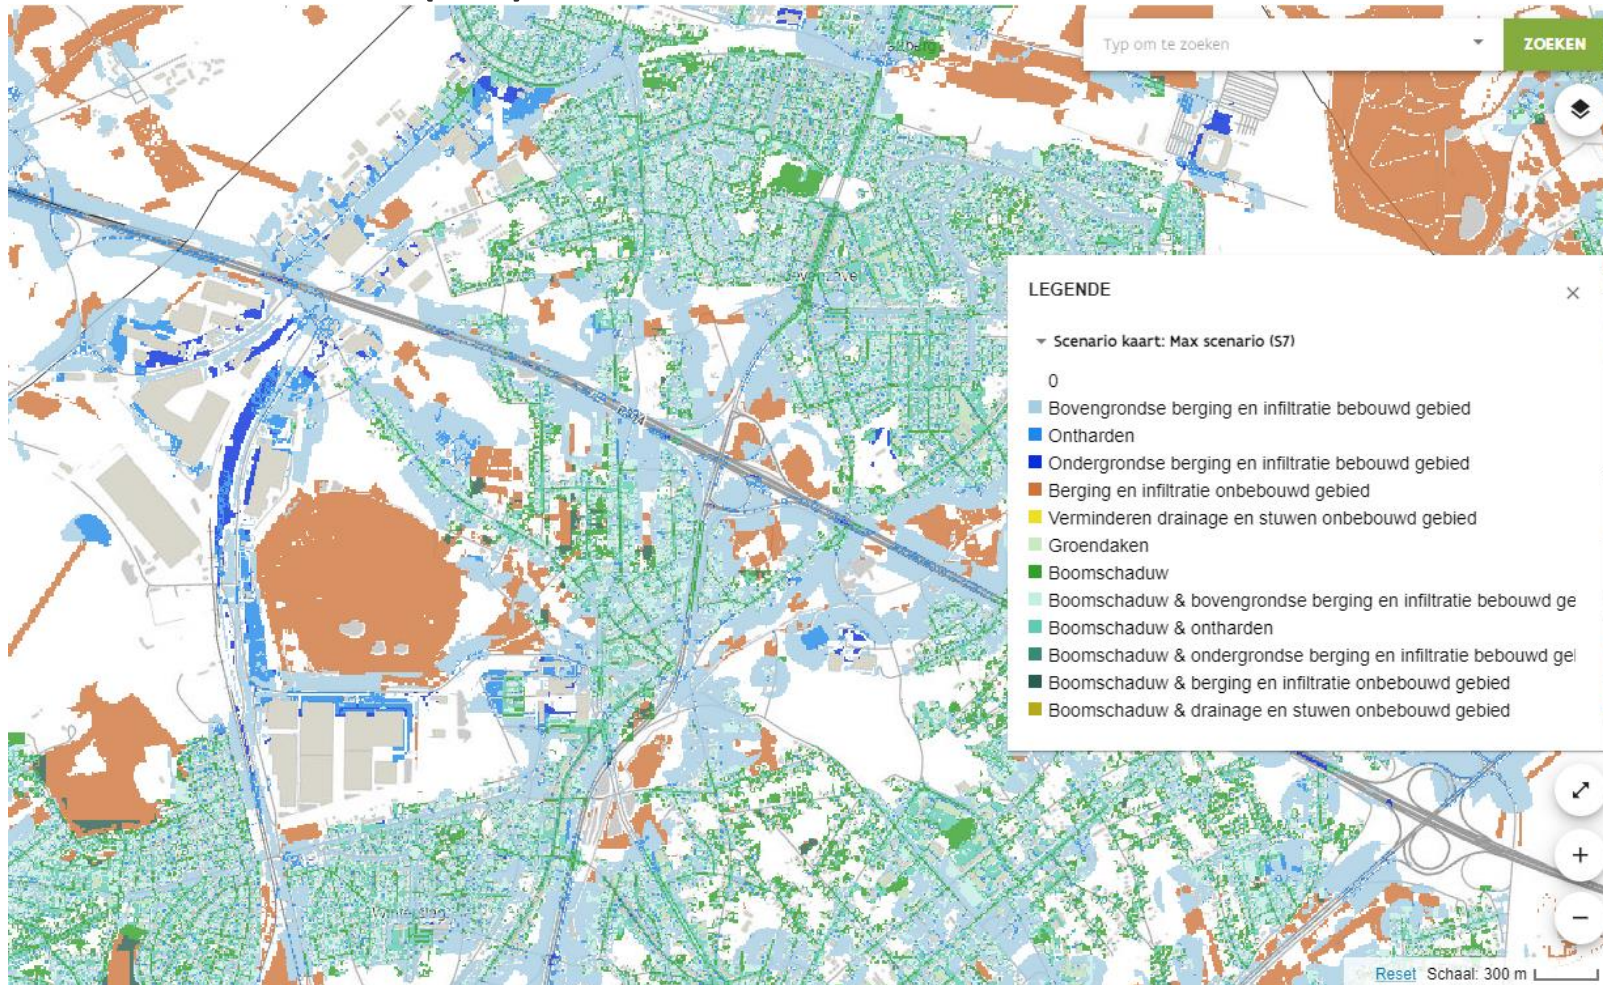 Typ om te zoeken
ZOEKEN
LEGENDE
Scenario kaart: Max scenario (S7)
0
Bovengrondse berging en infiltratie bebouwd gebied
Ontharden
Ondergrondse berging en infiltratie bebouwd gebied
Berging en infiltratie onbebouwd gebied
Verminderen drainage en stuwen onbebouwd gebied
Groendaken
Boomschaduw
Boomschaduw & bovengrondse berging en infiltratie bebouwd ge
Boomschaduw & ontharden
Boomschaduw & ondergrondse berging en infiltratie bebouwd gel
Boomschaduw & berging en infiltratie onbebouwd gebied
Boomschaduw & drainage en stuwen onbebouwd gebied
Reset Schaal: 300 m